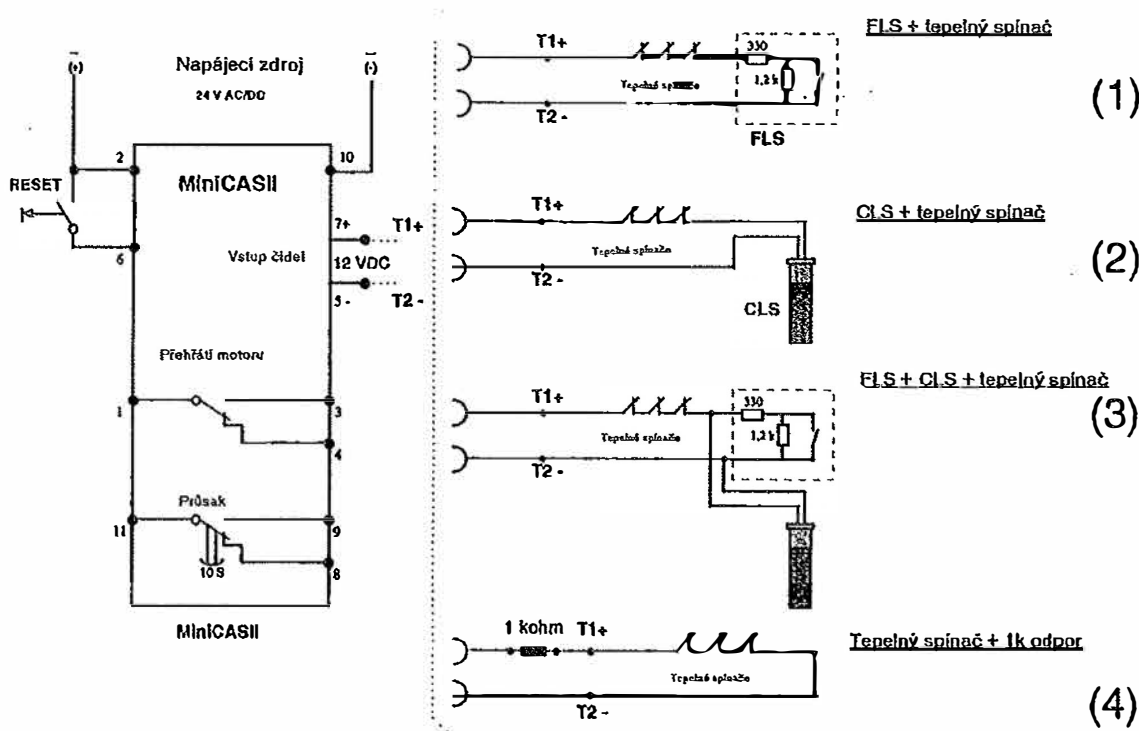 (+)
Napájecí zdroj
24 V AC/DC
(-)
2
10
RESET
MiniCASII
6
7+
T1+
Vstup čidel
12 VDC
5 -
T2 -
Přehřátí motoru
1
3
4
Průsak
11
9
10 S
8
MiniCASII
FLS + tepelný spínač
T1+
330
1,2 k
Tepelné spínače
T2 -
FLS
(1)
CLS + tepelný spínač
T1+
Tepelné spínače
T2 -
CLS
(2)
FLS + CLS + tepelný spínač
T1+
330
1,2 k
Tepelné spínače
T2 -
(3)
Tepelný spínač + 1k odpor
1 kohm
T1+
Tepelné spínače
T2 -
(4)